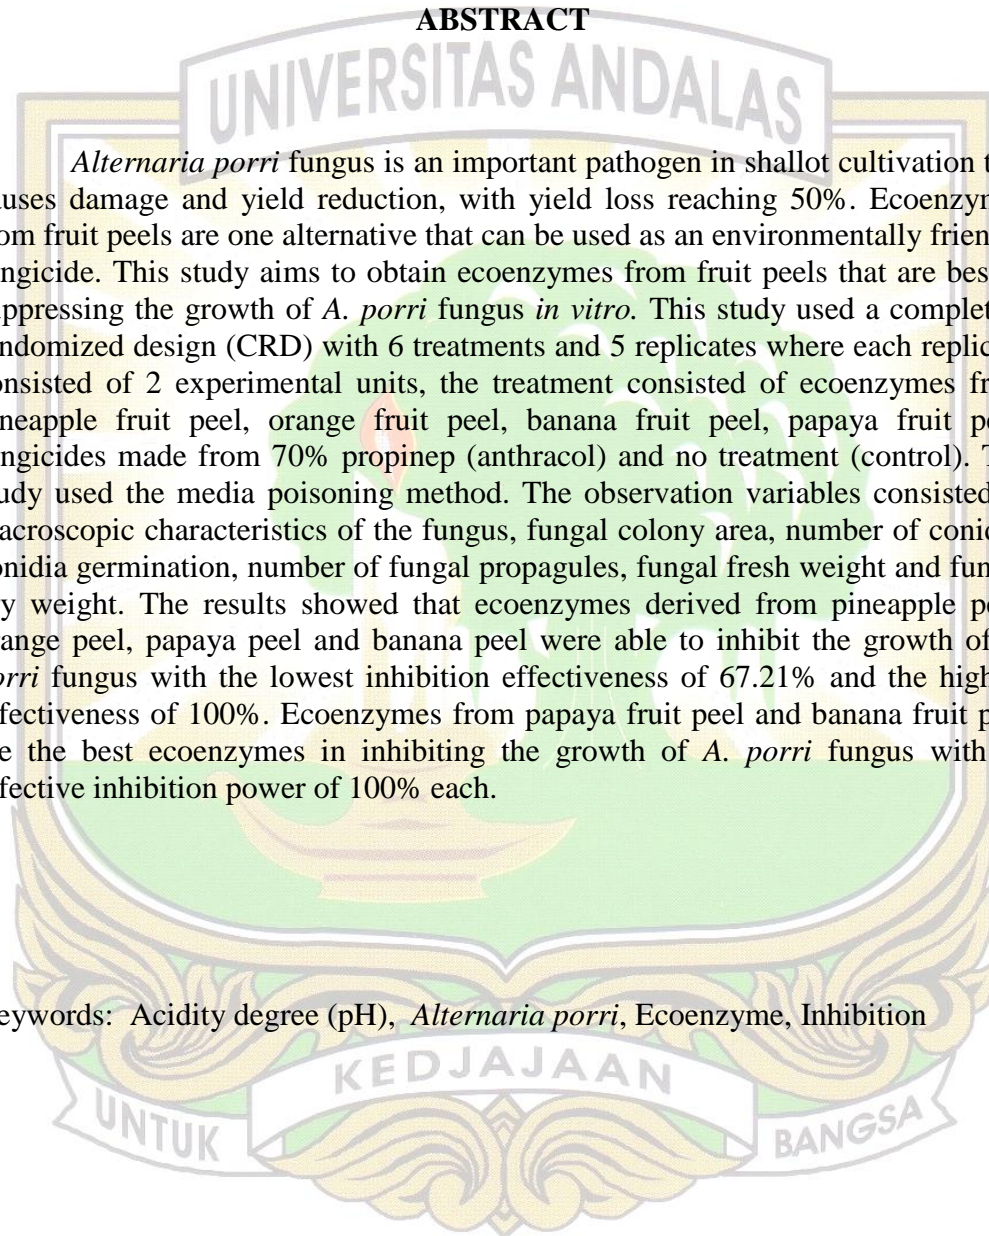 ABSTRACT
UNIVERSITAS ANDALAS
Alternaria porri fungus is an important pathogen in shallot cultivation t
auses damage and yield reduction, with yield loss reaching 50%. Ecoenzym
om fruit peels are one alternative that can be used as an environmentally frien
ngicide. This study aims to obtain ecoenzymes from fruit peels that are bes
ppressing the growth of A. porri fungus in vitro. This study used a complet
ndomized design (CRD) with 6 treatments and 5 replicates where each replic
onsisted of 2 experimental units, the treatment consisted of ecoenzymes fr
neapple fruit peel, orange fruit peel, banana fruit peel, papaya fruit pe
ngicides made from 70% propinep (anthracol) and no treatment (control). T
udy used the media poisoning method. The observation variables consisted
acroscopic characteristics of the fungus, fungal colony area, number of conid
onidia germination, number of fungal propagules, fungal fresh weight and fun
y weight. The results showed that ecoenzymes derived from pineapple pe
ange peel, papaya peel and banana peel were able to inhibit the growth of
orri fungus with the lowest inhibition effectiveness of 67.21% and the high
fectiveness of 100%. Ecoenzymes from papaya fruit peel and banana fruit p
e the best ecoenzymes in inhibiting the growth of A. porri fungus with
fective inhibition power of 100% each.
eywords: Acidity degree (pH), Alternaria porri, Ecoenzyme, Inhibition
KEDJAJAAN
UNTUK
BANGSA